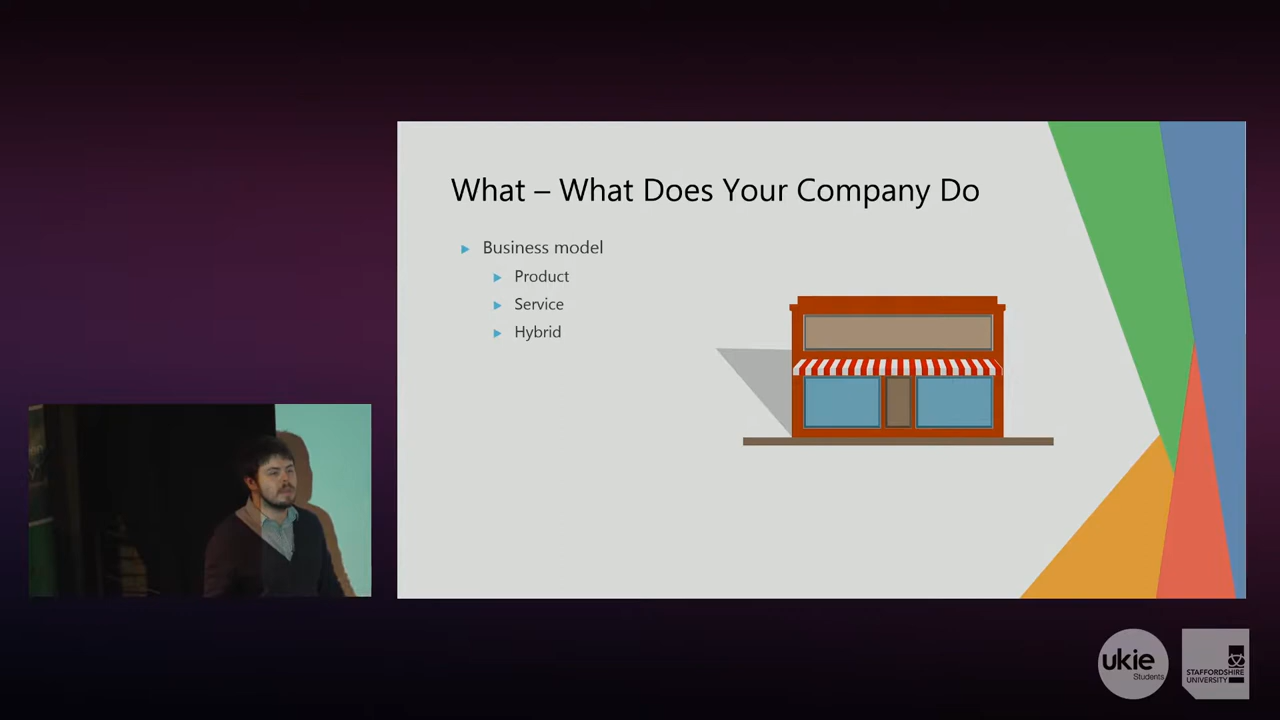 What – What Does Your Company Do
Business model
Product
Service
Hybrid
ukie
Students
STAFFORDSHIRE
UNIVERSITY